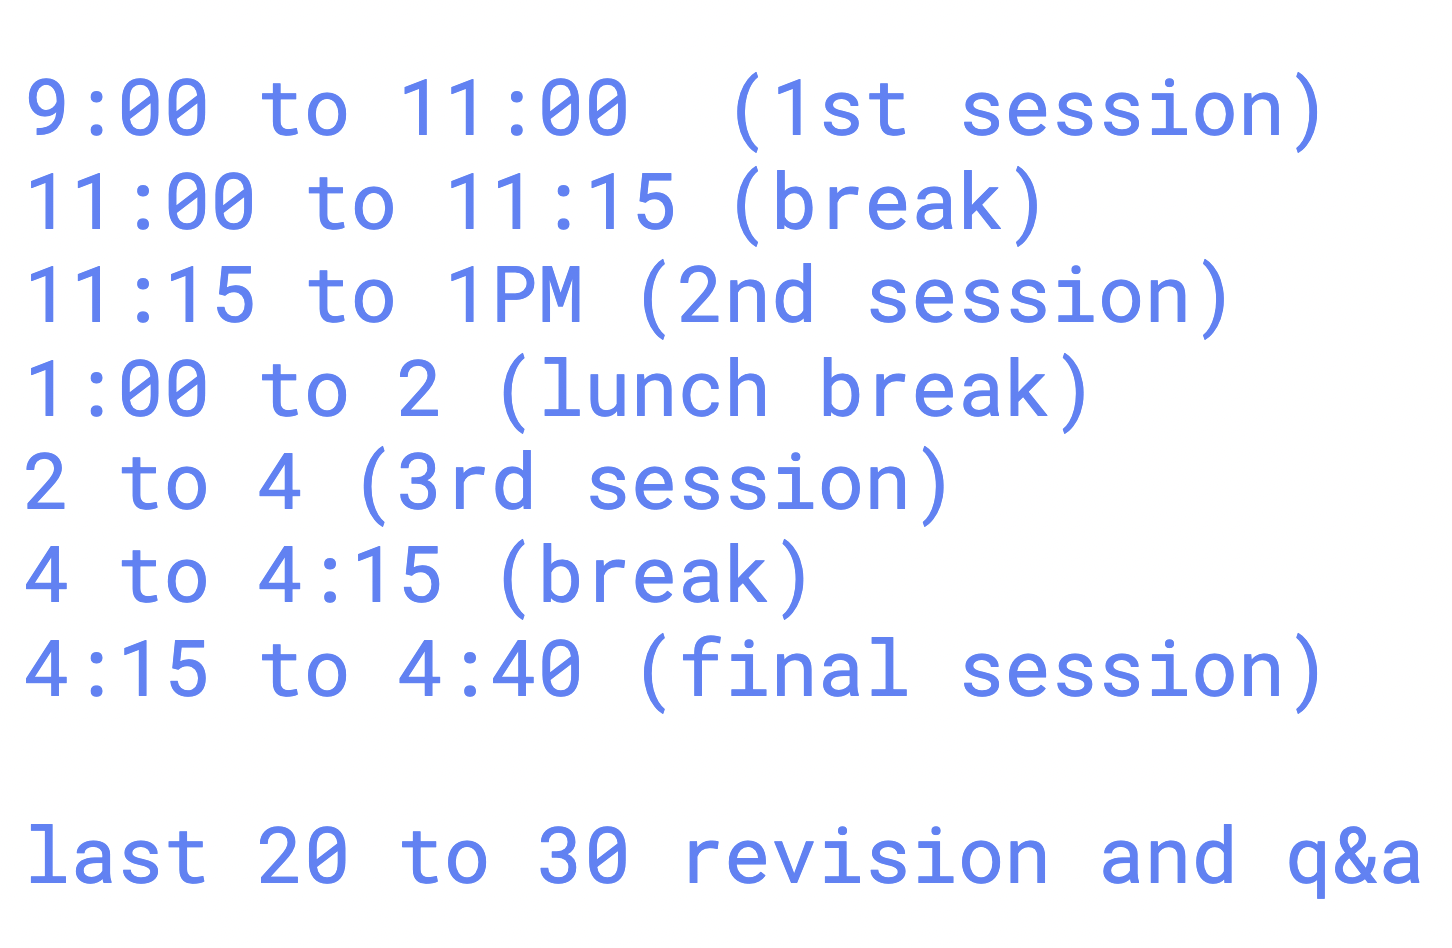 9:00 to 11:00  (1st session)
11:00 to 11:15 (break)
11:15 to 1PM (2nd session)
1:00 to 2 (lunch break)
2 to 4 (3rd session)
4 to 4:15 (break)
4:15 to 4:40 (final session)

last 20 to 30 revision and q&a